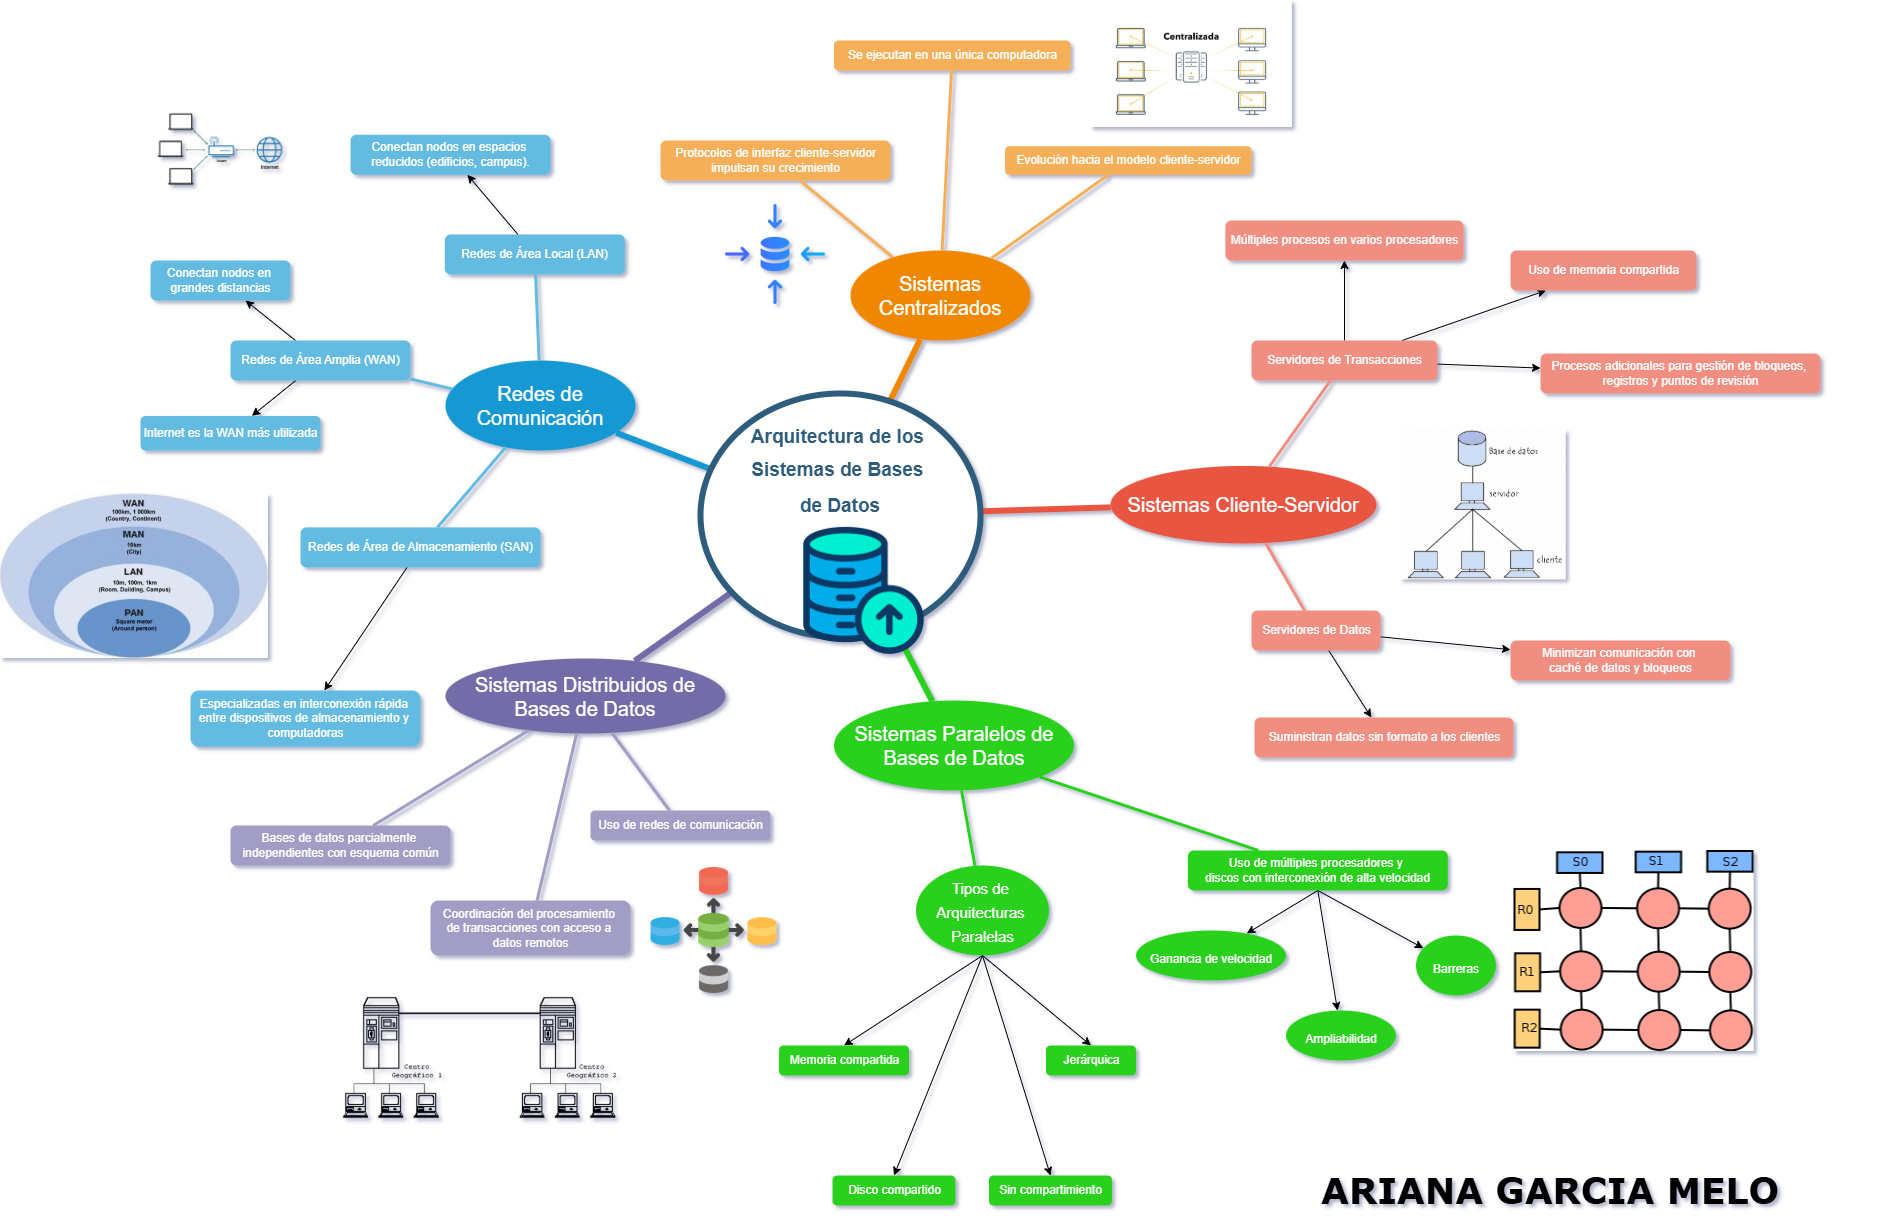 Arquitectura de los
Sistemas de Bases
de Datos
Sistemas
Centralizados
Se ejecutan en una única computadora
Protocolos de interfaz cliente-servidor
impulsan su crecimiento
Evolución hacia el modelo cliente-servidor
Centralizada
Sistemas Cliente-Servidor
Servidores de Transacciones
Múltiples procesos en varios procesadores
Uso de memoria compartida
Procesos adicionales para gestión de bloqueos,
registros y puntos de revisión
Base de datos
servidor
cliente
Servidores de Datos
Minimizan comunicación con
caché de datos y bloqueos
Suministran datos sin formato a los clientes
Sistemas Paralelos de
Bases de Datos
Uso de múltiples procesadores y
discos con interconexión de alta velocidad
Ganancia de velocidad
Ampliabilidad
Barreras
S0
S1
S2
R0
R1
R2
Tipos de
Arquitecturas
Paralelas
Memoria compartida
Disco compartido
Sin compartimiento
Jerárquica
Sistemas Distribuidos de
Bases de Datos
Bases de datos parcialmente
independientes con esquema común
Coordinación del procesamiento
de transacciones con acceso a
datos remotos
Uso de redes de comunicación
Centro
Geográfico 1
Centro
Geográfico 2
Redes de
Comunicación
Redes de Área Local (LAN)
Conectan nodos en espacios
reducidos (edificios, campus).
Internet
Redes de Área Amplia (WAN)
Conectan nodos en
grandes distancias
Internet es la WAN más utilizada
Redes de Área de Almacenamiento (SAN)
Especializadas en interconexión rápida
entre dispositivos de almacenamiento y
computadoras
WAN
100km, 1 000km
(Country, Continent)
MAN
10km
(City)
LAN
10m, 100m, 1km
(Room, Duilding, Campus)
PAN
Square meter
(Around person)
ARIANA GARCIA MELO